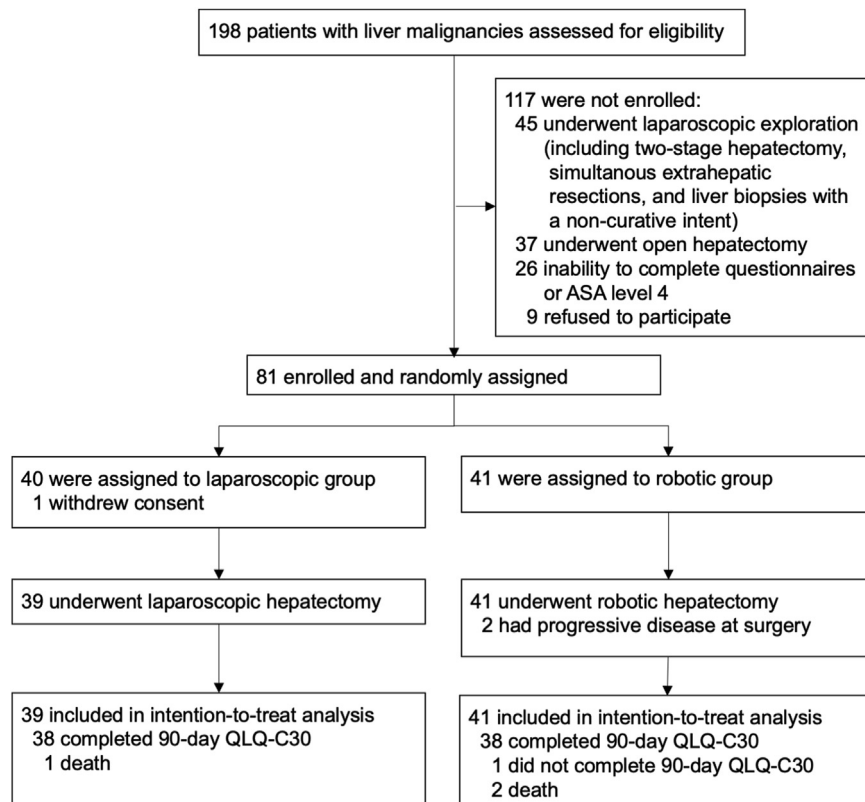 198 patients with liver malignancies assessed for eligibility
117 were not enrolled:
45 underwent laparoscopic exploration
(including two-stage hepatectomy,
simultanous extrahepatic
resections, and liver biopsies with
a non-curative intent)
37 underwent open hepatectomy
26 inability to complete questionnaires
or ASA level 4
9 refused to participate
81 enrolled and randomly assigned
40 were assigned to laparoscopic group
1 withdrew consent
41 were assigned to robotic group
39 underwent laparoscopic hepatectomy
41 underwent robotic hepatectomy
2 had progressive disease at surgery
39 included in intention-to-treat analysis
38 completed 90-day QLQ-C30
1 death
41 included in intention-to-treat analysis
38 completed 90-day QLQ-C30
1 did not complete 90-day QLQ-C30
2 death